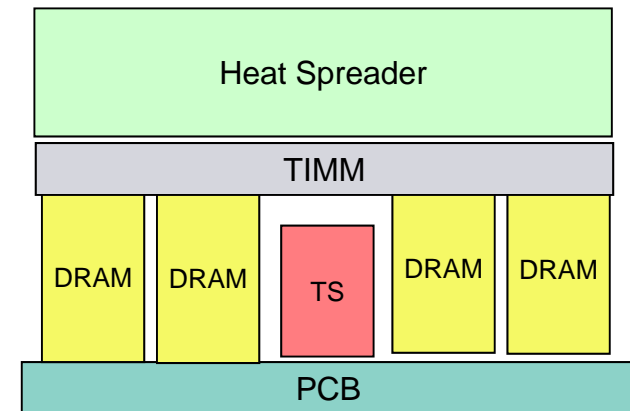 Heat Spreader
TIMM
DRAM
DRAM
TS
DRAM
DRAM
PCB